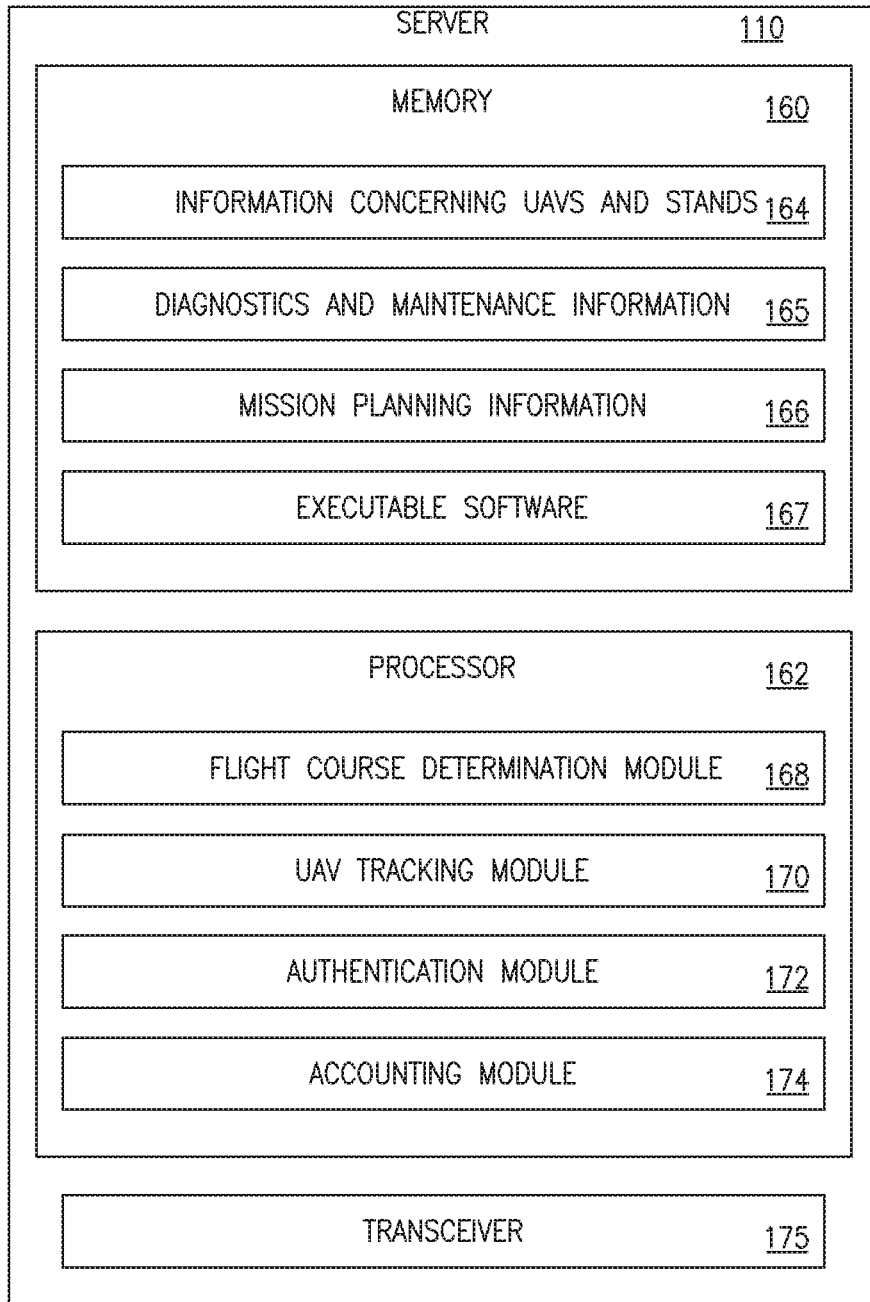 SERVER 110
MEMORY 160
INFORMATION CONCERNING UAVS AND STANDS 164
DIAGNOSTICS AND MAINTENANCE INFORMATION 165
MISSION PLANNING INFORMATION 166
EXECUTABLE SOFTWARE 167
PROCESSOR 162
FLIGHT COURSE DETERMINATION MODULE 168
UAV TRACKING MODULE 170
AUTHENTICATION MODULE 172
ACCOUNTING MODULE 174
TRANSCEIVER 175